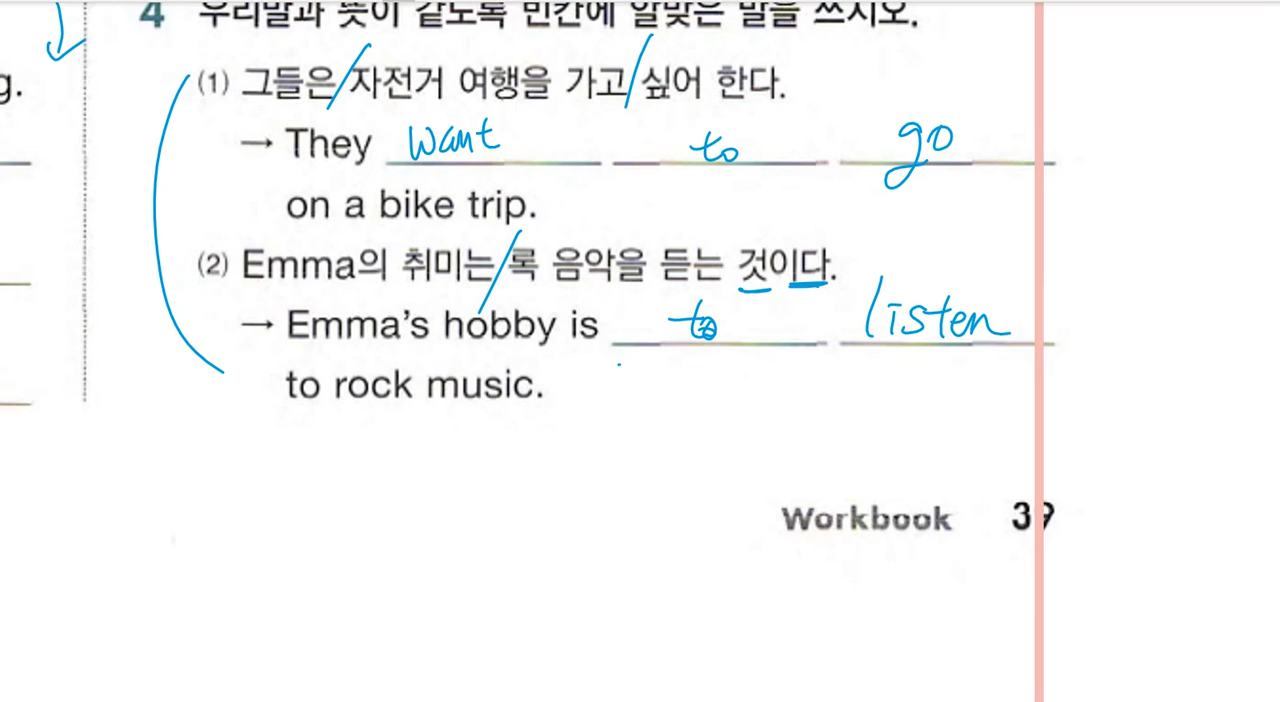 4 우리말과 뜻이 같도록 빈칸에 알맞은 말을 쓰시오.
g.
(1) 그들은 자전거 여행을 가고 싶어 한다.
→ They want to go
on a bike trip.
(2) Emma의 취미는 록 음악을 듣는 것이다.
→ Emma's hobby is to listen
to rock music.
Workbook 39